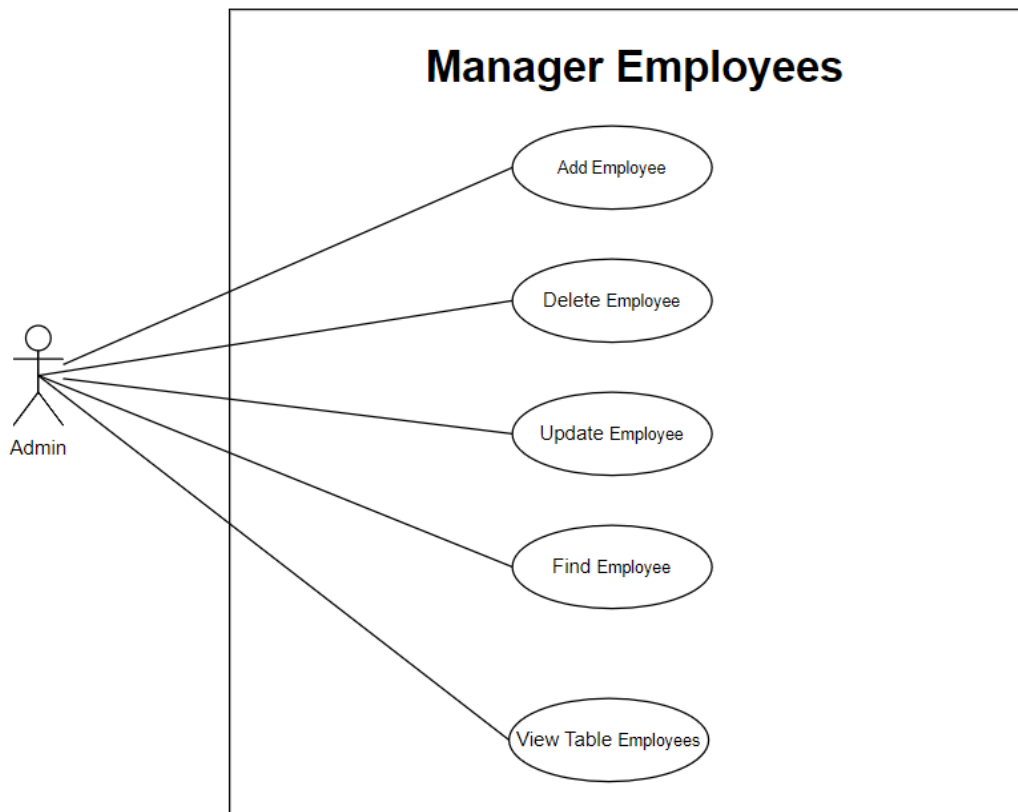 Manager Employees
Add Employee
Delete Employee
Admin
Update Employee
Find Employee
View Table Employees